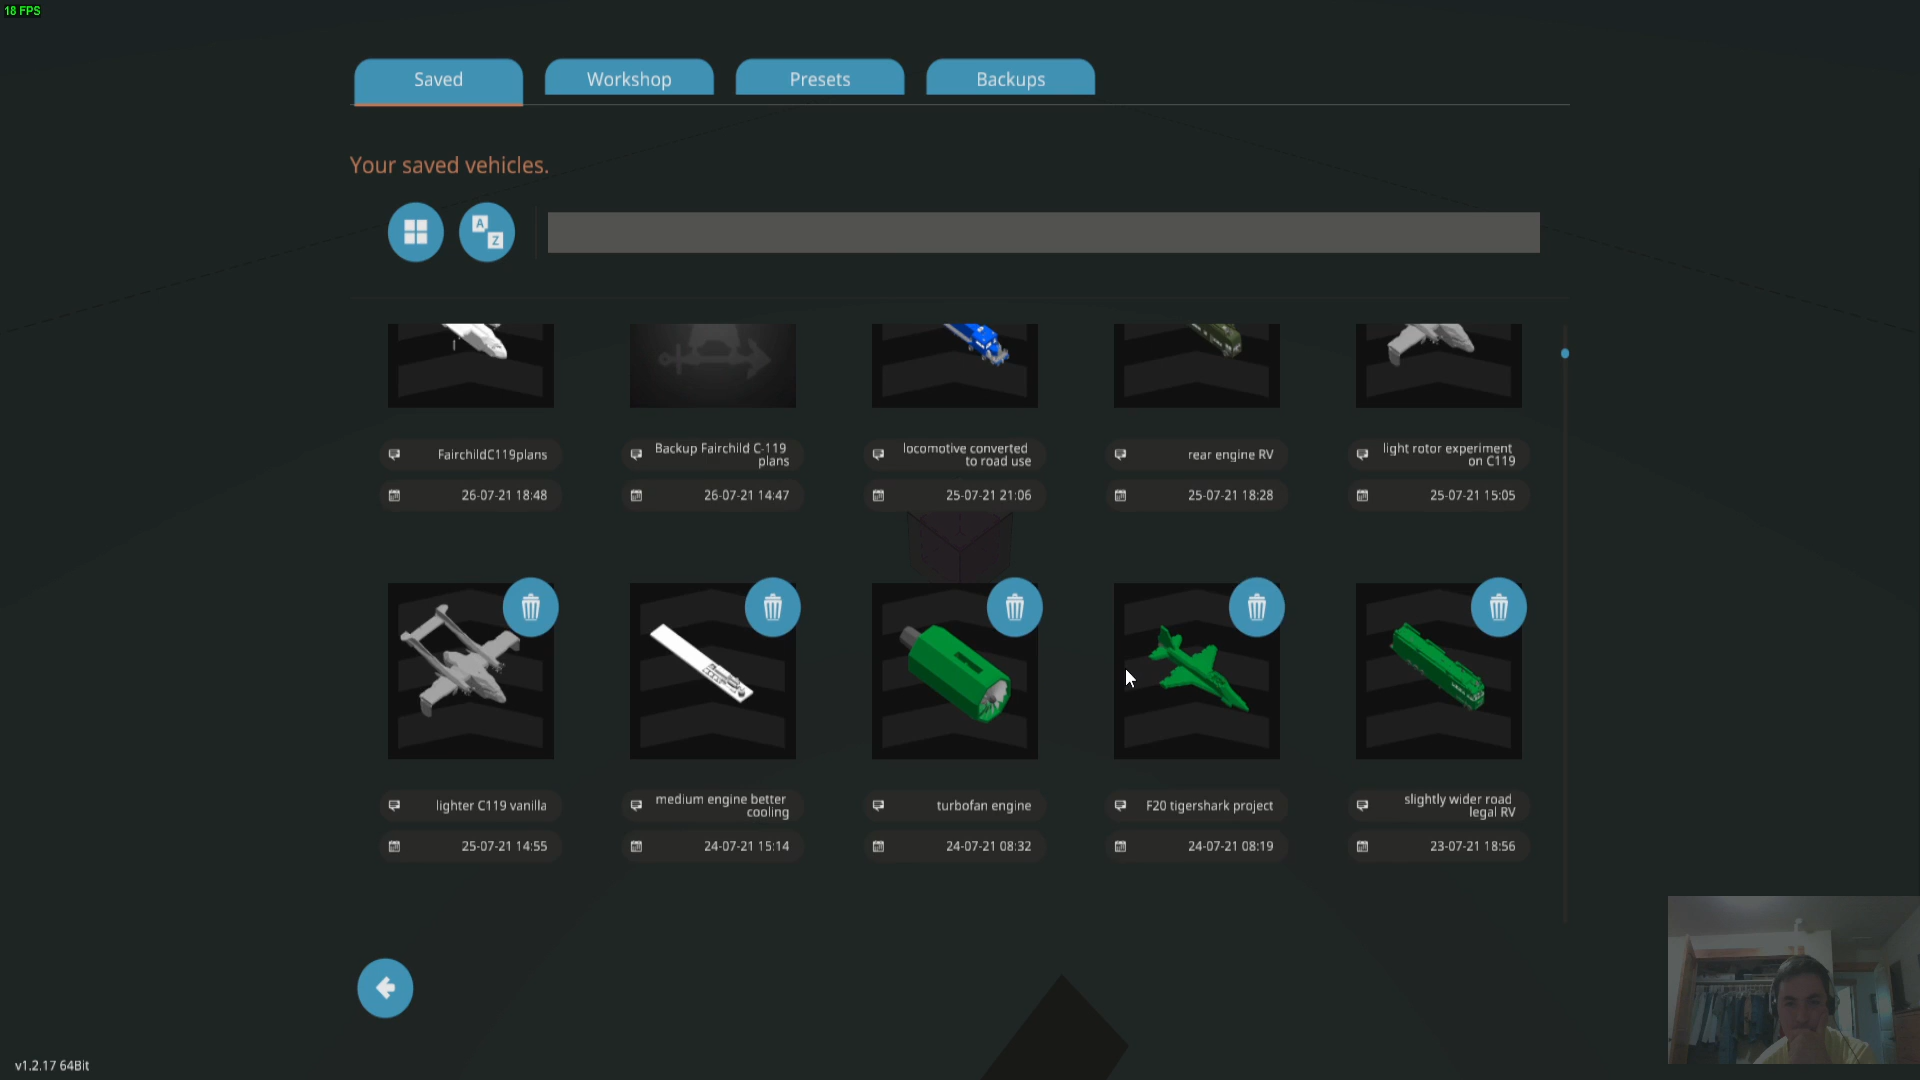 18 FPS
Saved
Workshop
Presets
Backups
Your saved vehicles.
A
Z
FairchildC119plans
Backup Fairchild C-119
plans
locomotive converted
to road use
rear engine RV
light rotor experiment
on C119
26-07-21 18:48
26-07-21 14:47
25-07-21 21:06
25-07-21 18:28
25-07-21 15:05
lighter C119 vanilla
medium engine better
cooling
turbofan engine
F20 tigershark project
slightly wider road
legal RV
25-07-21 14:55
24-07-21 15:14
24-07-21 08:32
24-07-21 08:19
23-07-21 18:56
v1.2.17 64Bit